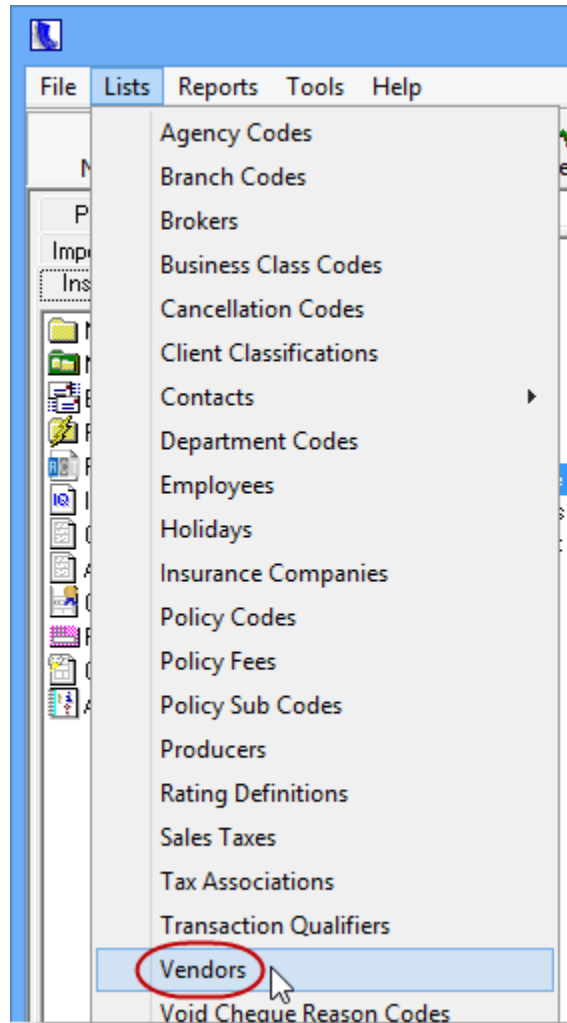 File Lists Reports Tools Help
Agency Codes
Branch Codes
Brokers
Business Class Codes
Cancellation Codes
Client Classifications
Contacts
Department Codes
Employees
Holidays
Insurance Companies
Policy Codes
Policy Fees
Policy Sub Codes
Producers
Rating Definitions
Sales Taxes
Tax Associations
Transaction Qualifiers
Vendors
Void Cheque Reason Codes